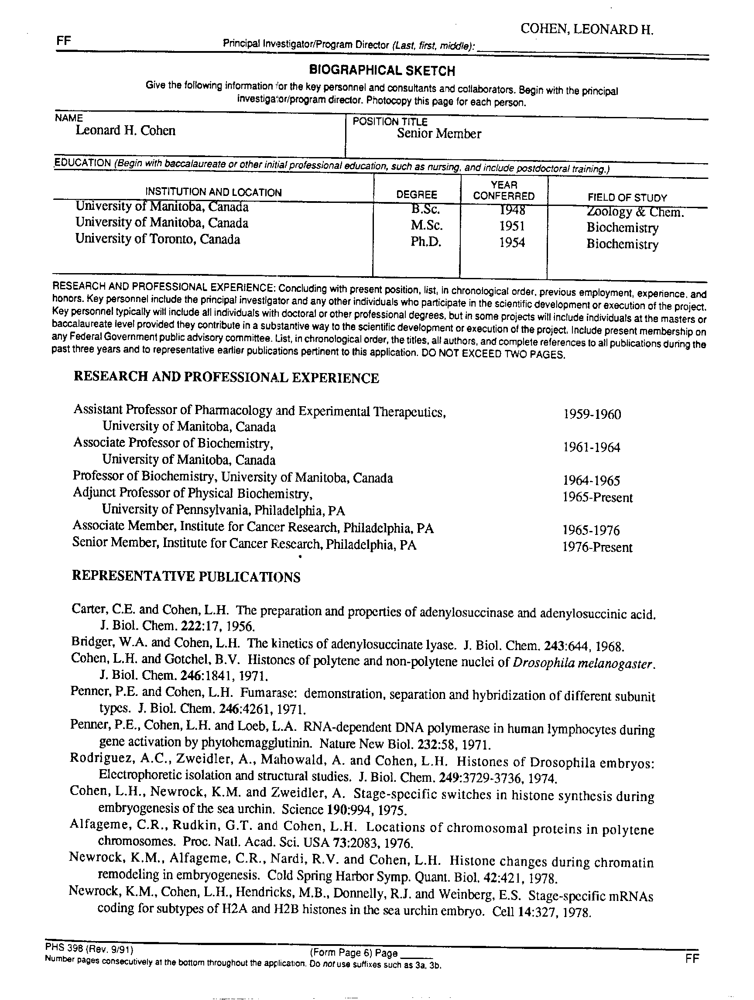 COHEN, LEONARD H.
FF
Principal Investigator/Program Director (Last, first, middle):
BIOGRAPHICAL SKETCH
Give the following information for the key personnel and consultants and collaborators. Begin with the principal
investigator/program director. Photocopy this page for each person.
NAME
Leonard H. Cohen
POSITION TITLE
Senior Member
EDUCATION (Begin with baccalaureate or other initial professional education, such as nursing, and include postdoctoral training.)
INSTITUTION AND LOCATION DEGREE YEAR CONFERRED FIELD OF STUDY
University of Manitoba, Canada B.Sc. 1948 Zoology & Chem.
University of Manitoba, Canada M.Sc. 1951 Biochemistry
University of Toronto, Canada Ph.D. 1954 Biochemistry
RESEARCH AND PROFESSIONAL EXPERIENCE: Concluding with present position, list, in chronological order, previous employment, experience, and
honors. Key personnel include the principal investigator and any other individuals who participate in the scientific development or execution of the project.
Key personnel typically will include all individuals with doctoral or other professional degrees, but in some projects will include individuals at the masters or
baccalaureate level provided they contribute in a substantive way to the scientific development or execution of the project. Include present membership on
any Federal Government public advisory committee. List, in chronological order, the titles, all authors, and complete references to all publications during the
past three years and to representative earlier publications pertinent to this application. DO NOT EXCEED TWO PAGES.
RESEARCH AND PROFESSIONAL EXPERIENCE
Assistant Professor of Pharmacology and Experimental Therapeutics, 1959-1960
University of Manitoba, Canada
Associate Professor of Biochemistry, 1961-1964
University of Manitoba, Canada
Professor of Biochemistry, University of Manitoba, Canada 1964-1965
Adjunct Professor of Physical Biochemistry, 1965-Present
University of Pennsylvania, Philadelphia, PA
Associate Member, Institute for Cancer Research, Philadelphia, PA 1965-1976
Senior Member, Institute for Cancer Research, Philadelphia, PA 1976-Present
REPRESENTATIVE PUBLICATIONS
Carter, C.E. and Cohen, L.H. The preparation and properties of adenylosuccinase and adenylosuccinic acid.
J. Biol. Chem. 222:17, 1956.
Bridger, W.A. and Cohen, L.H. The kinetics of adenylosuccinate lyase. J. Biol. Chem. 243:644, 1968.
Cohen, L.H. and Gotchel, B.V. Histones of polytene and non-polytene nuclei of Drosophila melanogaster.
J. Biol. Chem. 246:1841, 1971.
Penner, P.E. and Cohen, L.H. Fumarase: demonstration, separation and hybridization of different subunit
types. J. Biol. Chem. 246:4261, 1971.
Penner, P.E., Cohen, L.H. and Loeb, L.A. RNA-dependent DNA polymerase in human lymphocytes during
gene activation by phytohemagglutinin. Nature New Biol. 232:58, 1971.
Rodriguez, A.C., Zweidler, A., Mahowald, A. and Cohen, L.H. Histones of Drosophila embryos:
Electrophoretic isolation and structural studies. J. Biol. Chem. 249:3729-3736, 1974.
Cohen, L.H., Newrock, K.M. and Zweidler, A. Stage-specific switches in histone synthesis during
embryogenesis of the sea urchin. Science 190:994, 1975.
Alfageme, C.R., Rudkin, G.T. and Cohen, L.H. Locations of chromosomal proteins in polytene
chromosomes. Proc. Natl. Acad. Sci. USA 73:2083, 1976.
Newrock, K.M., Alfageme, C.R., Nardi, R.V. and Cohen, L.H. Histone changes during chromatin
remodeling in embryogenesis. Cold Spring Harbor Symp. Quant. Biol. 42:421, 1978.
Newrock, K.M., Cohen, L.H., Hendricks, M.B., Donnelly, R.J. and Weinberg, E.S. Stage-specific mRNAs
coding for subtypes of H2A and H2B histones in the sea urchin embryo. Cell 14:327, 1978.
PHS 398 (Rev. 9/91) (Form Page 6) Page FF
Number pages consecutively at the bottom throughout the application. Do not use suffixes such as 3a, 3b.